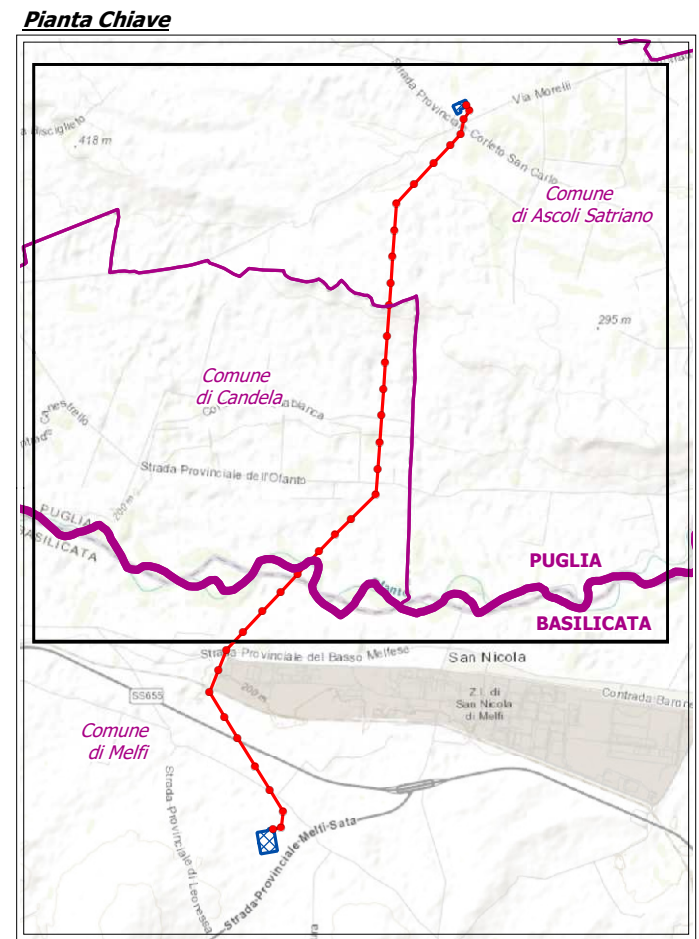 Pianta Chiave
Strada Provinciale Corleto San Carlo
Via Morelli
418 m
Comune
di Ascoli Satriano
295 m
Comune
di Candela
Strada Provinciale dell'Ofanto
200 m
PUGLIA
BASILICATA
PUGLIA
BASILICATA
Strada Provinciale del Basso Melfese
San Nicola
SS655
200 m
Z.I. di
San Nicola
di Melfi
Contrada Barone
Comune
di Melfi
Strada Provinciale di Leonessa
Strada-Provinciale-Melfi-Sata